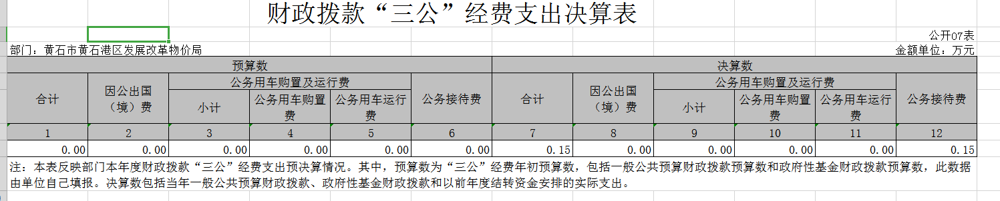 财政拨款“三公”经费支出决算表
公开07表
部门：黄石市黄石港区发展改革物价局 金额单位：万元
预算数 决算数
合计 因公出国（境）费 公务用车购置及运行费 公务接待费 合计 因公出国（境）费 公务用车购置及运行费 公务接待费
小计 公务用车购置费 公务用车运行费 小计 公务用车购置费 公务用车运行费
1 2 3 4 5 6 7 8 9 10 11 12
0.00 0.00 0.00 0.00 0.00 0.00 0.15 0.00 0.00 0.00 0.00 0.15
注：本表反映部门本年度财政拨款“三公”经费支出预决算情况。其中，预算数为“三公”经费年初预算数，包括一般公共预算财政拨款预算数和政府性基金财政拨款预算数，此数据
由单位自己填报。决算数包括当年一般公共预算财政拨款、政府性基金财政拨款和以前年度结转资金安排的实际支出。